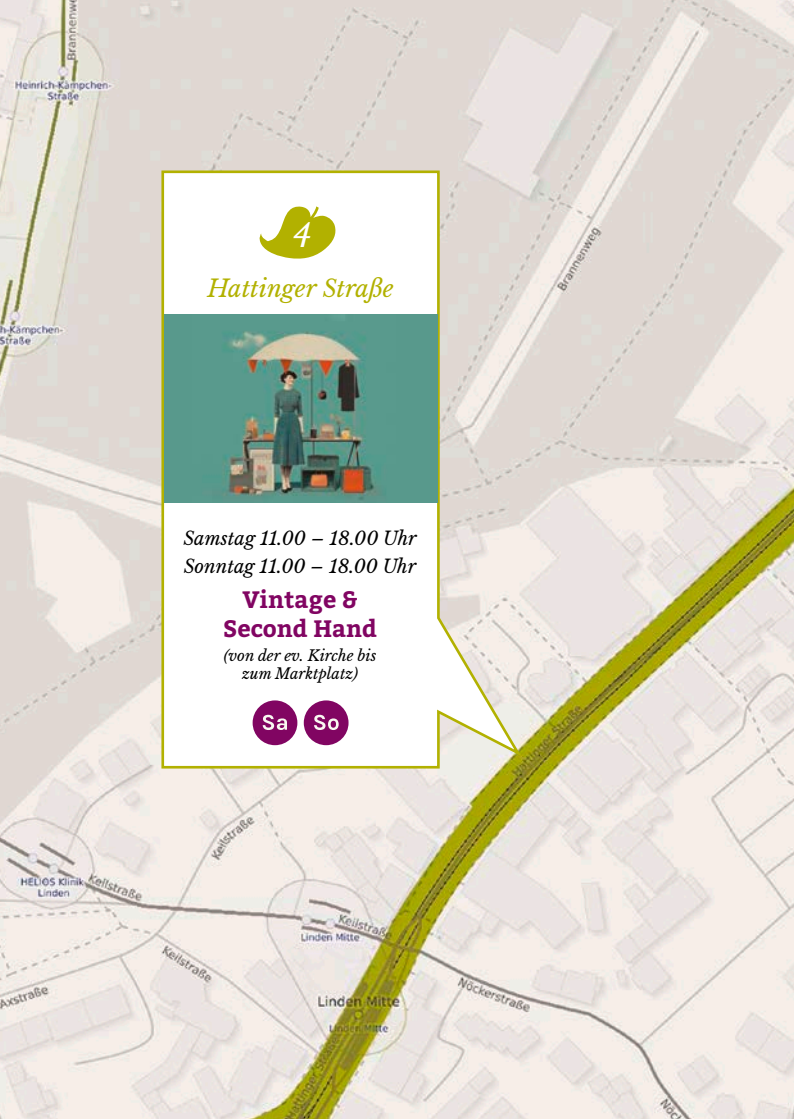 Brannenwe
Heinrich-Kämpchen-
Straße
4
Hattinger Straße
Brannenweg
h-Kämpchen-
Straße
Samstag 11.00 – 18.00 Uhr
Sonntag 11.00 – 18.00 Uhr
Vintage &
Second Hand
(von der ev. Kirche bis
zum Marktplatz)
Sa So
Hattinger Straße
Keilstraße
HELIOS Klinik
Linden
Keilstraße
Keilstraße
Linden Mitte
Keilstraße
Axstraße
Nöckerstraße
Linden Mitte
Linden Mitte
Hattinger Straße
Nöc